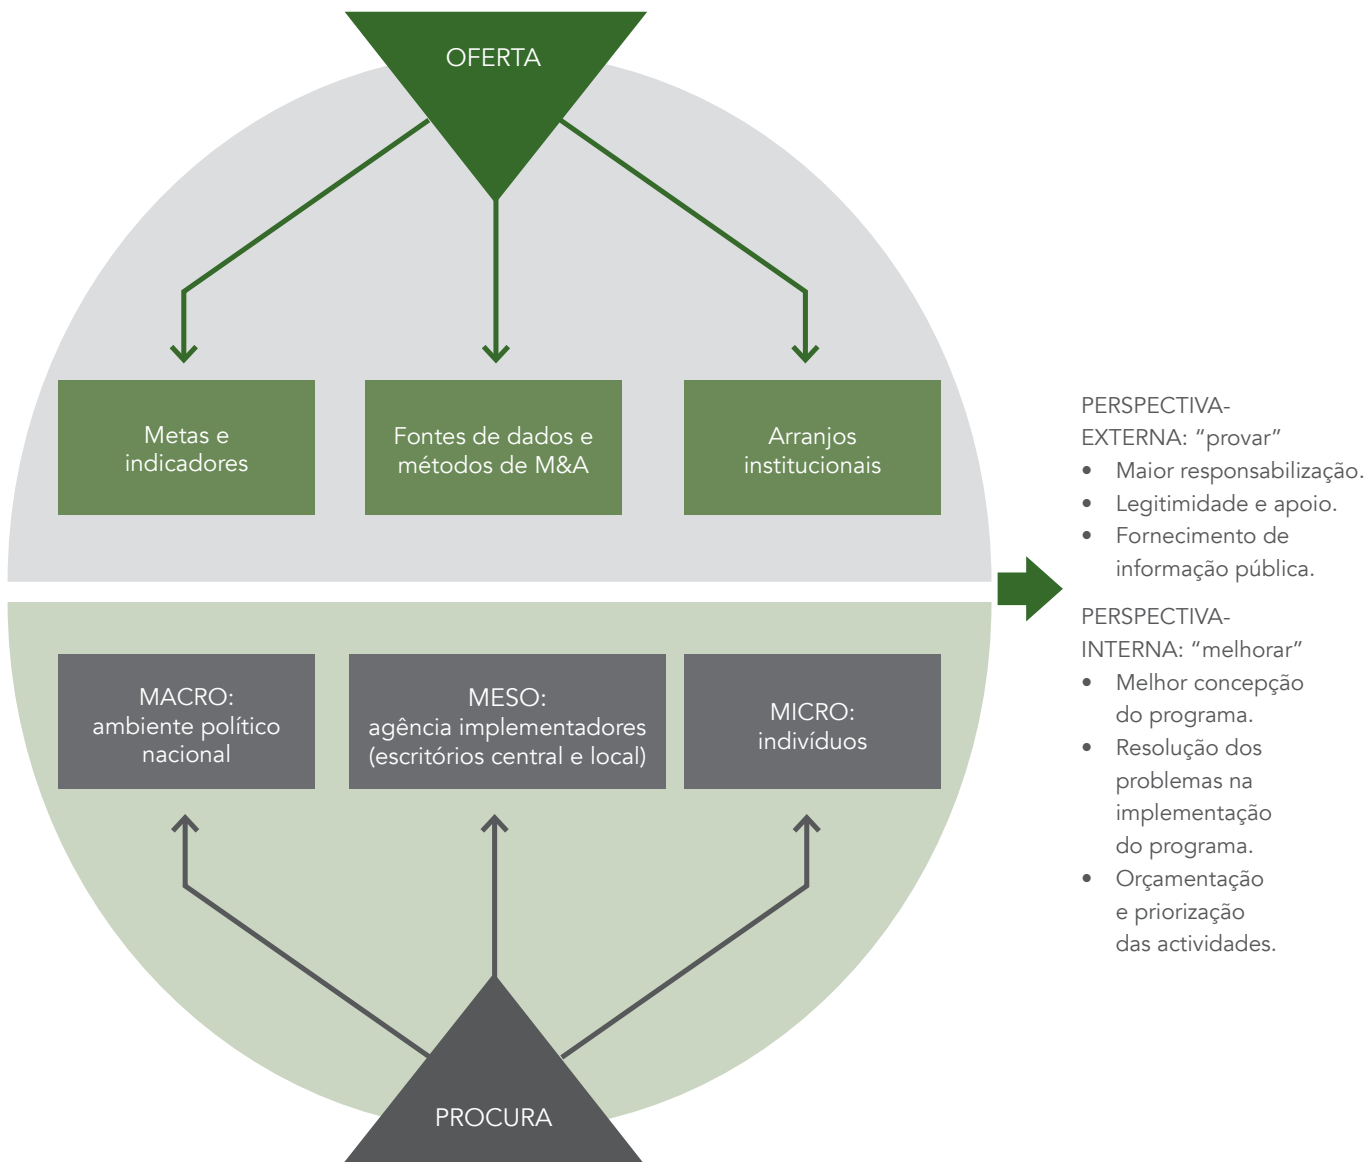 OFERTA
Metas e
indicadores
Fontes de dados e
métodos de M&A
Arranjos
institucionais
MACRO:
ambiente político
nacional
MESO:
agência implementadores
(escritórios central e local)
MICRO:
indivíduos
PROCURA
PERSPECTIVA-
EXTERNA: “provar”
• Maior responsabilização.
• Legitimidade e apoio.
• Fornecimento de
informação pública.
PERSPECTIVA-
INTERNA: “melhorar”
• Melhor concepção
do programa.
• Resolução dos
problemas na
implementação
do programa.
• Orçamentação
e priorização
das actividades.